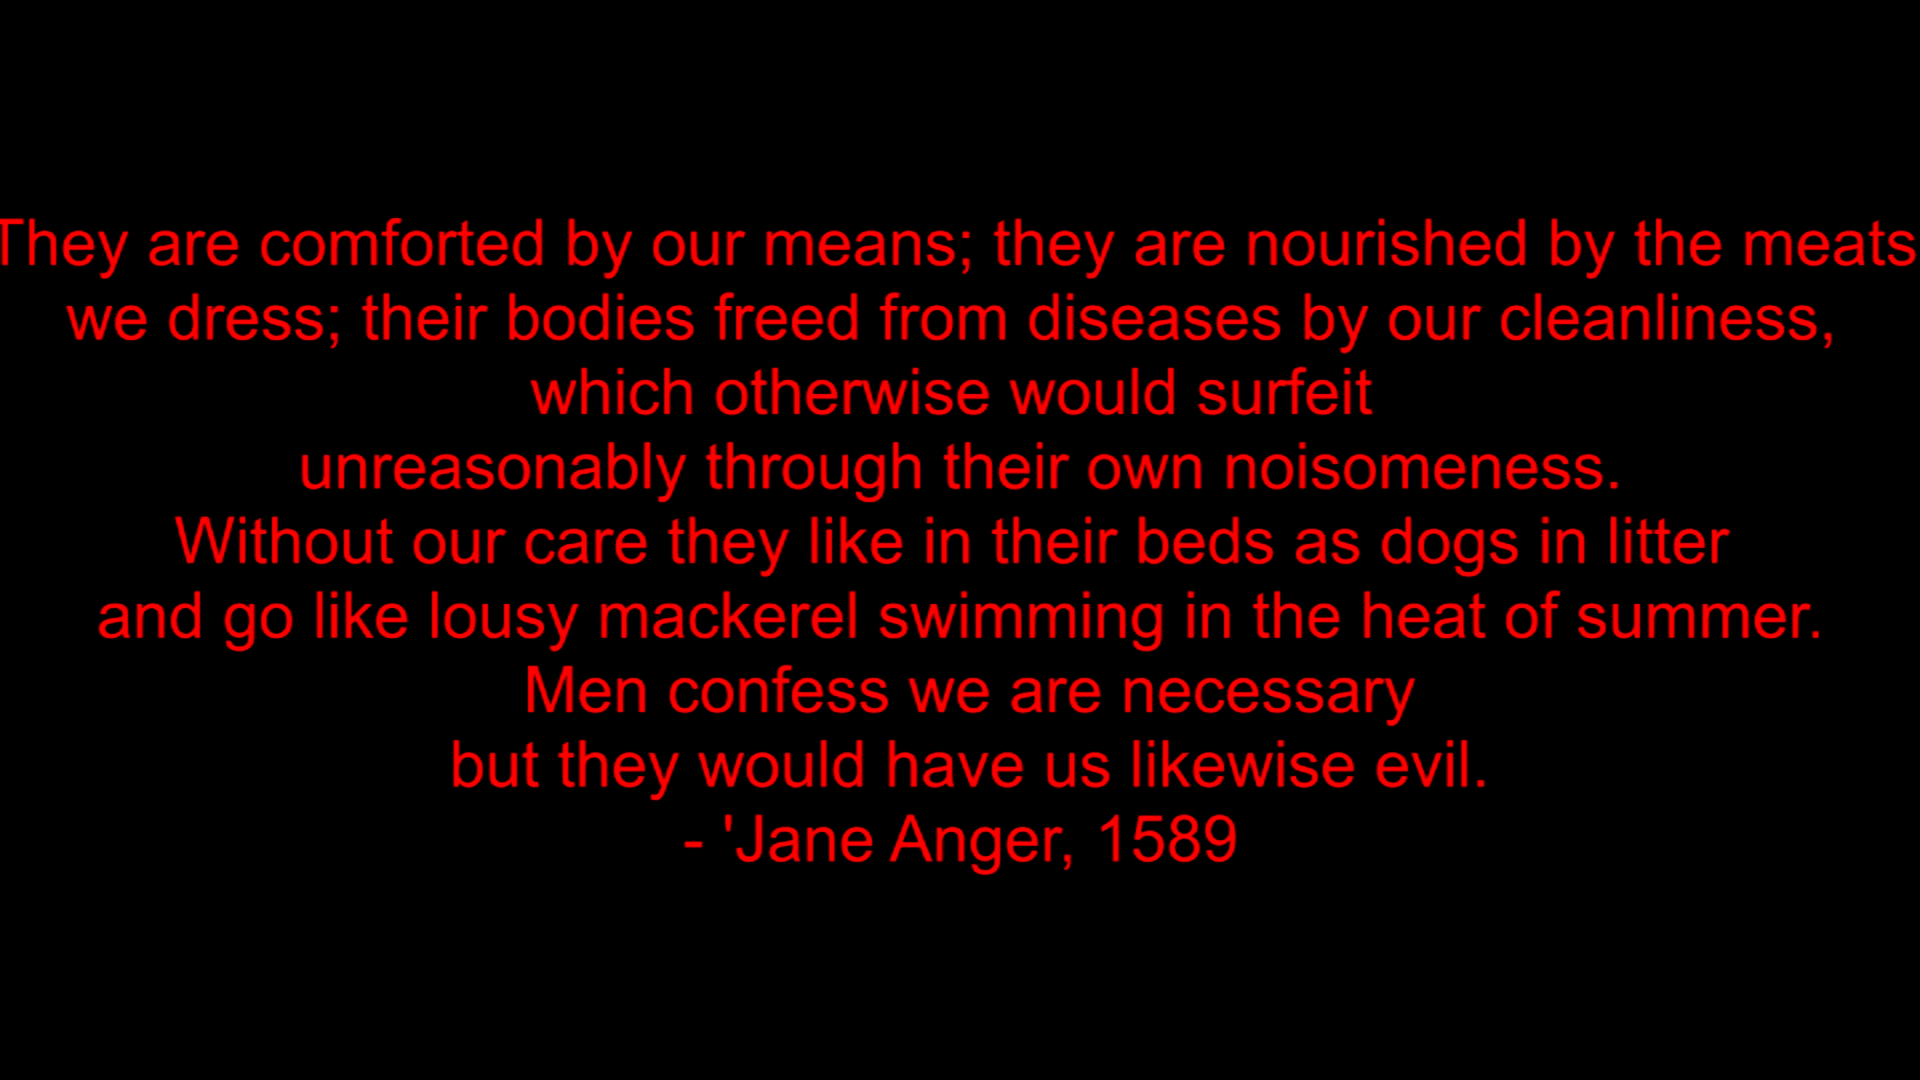 They are comforted by our means; they are nourished by the meats
we dress; their bodies freed from diseases by our cleanliness,
which otherwise would surfeit
unreasonably through their own noisomeness.
Without our care they like in their beds as dogs in litter
and go like lousy mackerel swimming in the heat of summer.
Men confess we are necessary
but they would have us likewise evil.
- 'Jane Anger, 1589